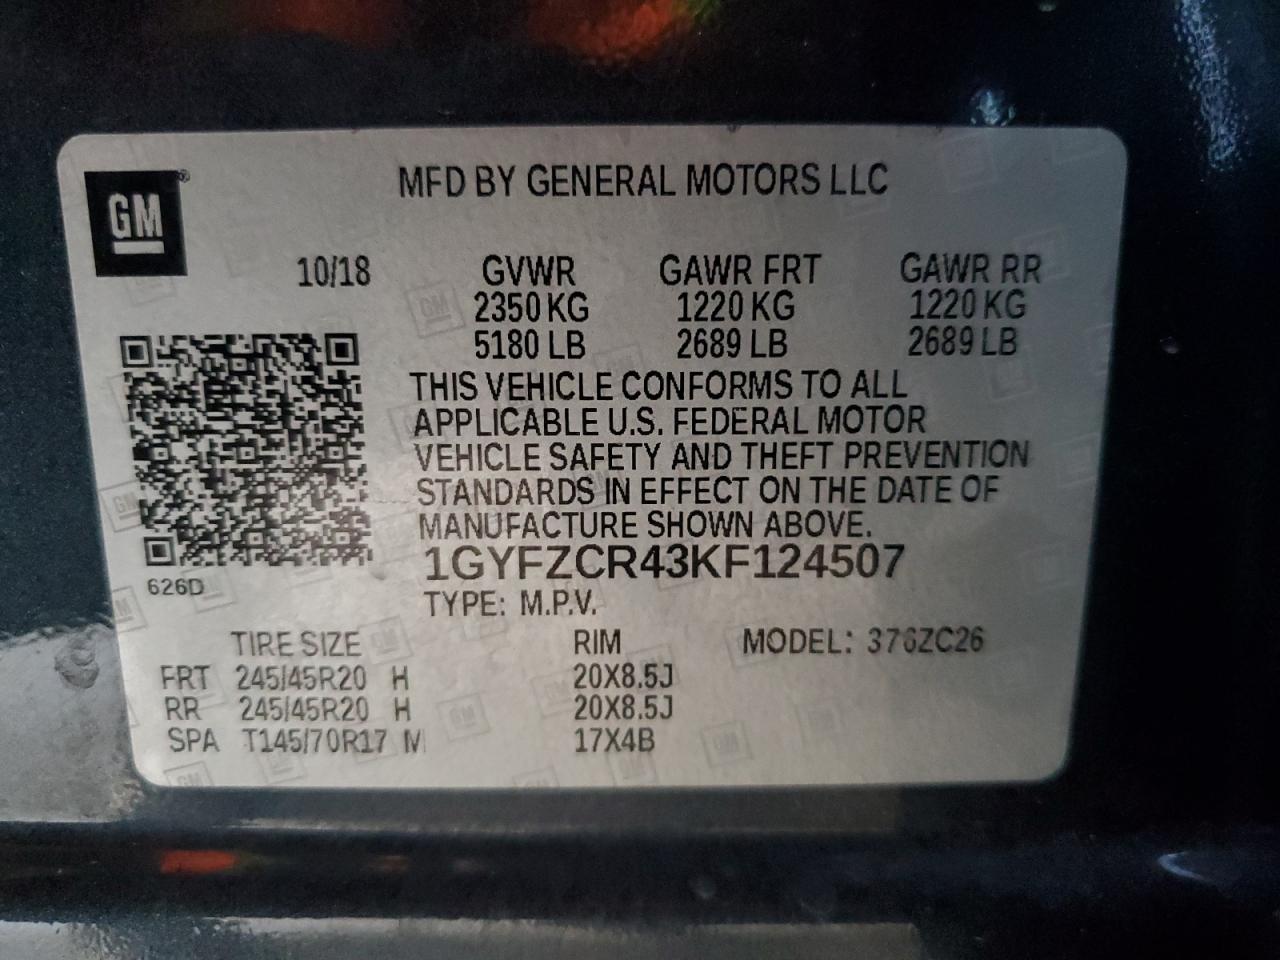 GM®
MFD BY GENERAL MOTORS LLC
10/18 GVWR GAWR FRT GAWR RR
2350 KG 1220 KG 1220 KG
5180 LB 2689 LB 2689 LB
THIS VEHICLE CONFORMS TO ALL
APPLICABLE U.S. FEDERAL MOTOR
VEHICLE SAFETY AND THEFT PREVENTION
STANDARDS IN EFFECT ON THE DATE OF
MANUFACTURE SHOWN ABOVE.
1GYFZCR43KF124507
626D
TYPE: M.P.V.
TIRE SIZE RIM MODEL: 376ZC26
FRT 245/45R20 H 20X8.5J
RR 245/45R20 H 20X8.5J
SPA T145/70R17 M 17X4B